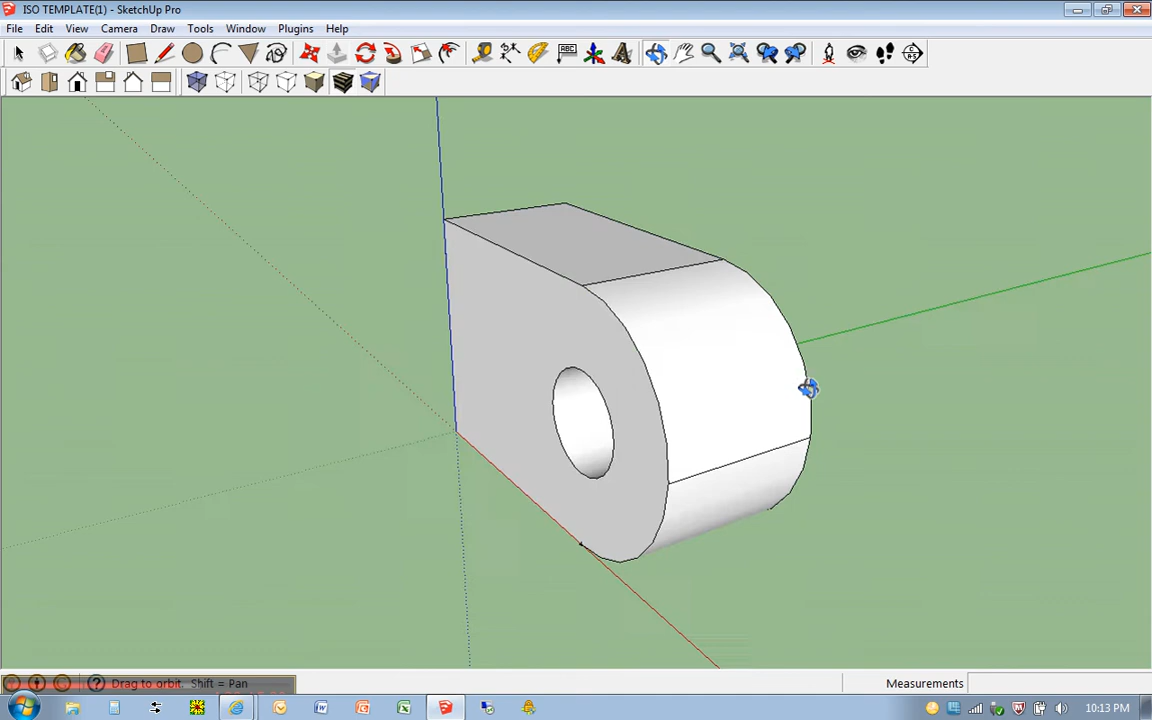 ISO TEMPLATE(1) - SketchUp Pro
File Edit View Camera Draw Tools Window Plugins Help
ABC
Drag to orbit. Shift = Pan
Measurements
10:13 PM